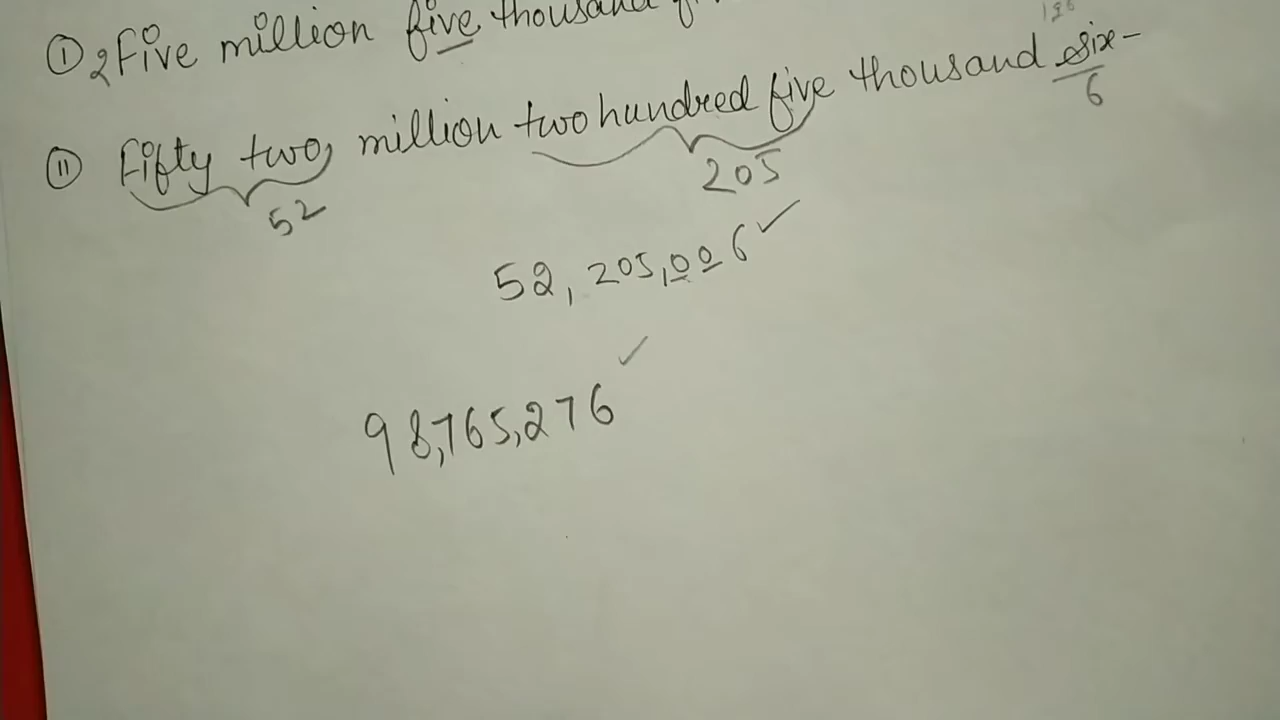 ① Five million five thousand
⑪ Fifty two million two hundred five thousand six-
6
52
205
52, 205,006 ✓
98,765,276 ✓